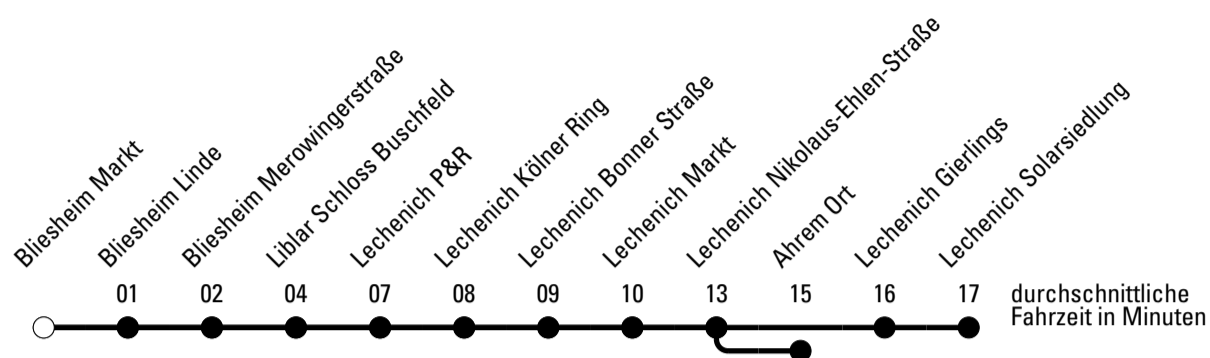 Bliesheim Markt
Bliesheim Linde
Bliesheim Merowingerstraße
Liblar Schloss Buschfeld
Lechenich P&R
Lechenich Kölner Ring
Lechenich Bonner Straße
Lechenich Markt
Lechenich Nikolaus-Ehlen-Straße
Ahrem Ort
Lechenich Gierlings
Lechenich Solarsiedlung
01 02 04 07 08 09 10 13 15 16 17
durchschnittliche
Fahrzeit in Minuten